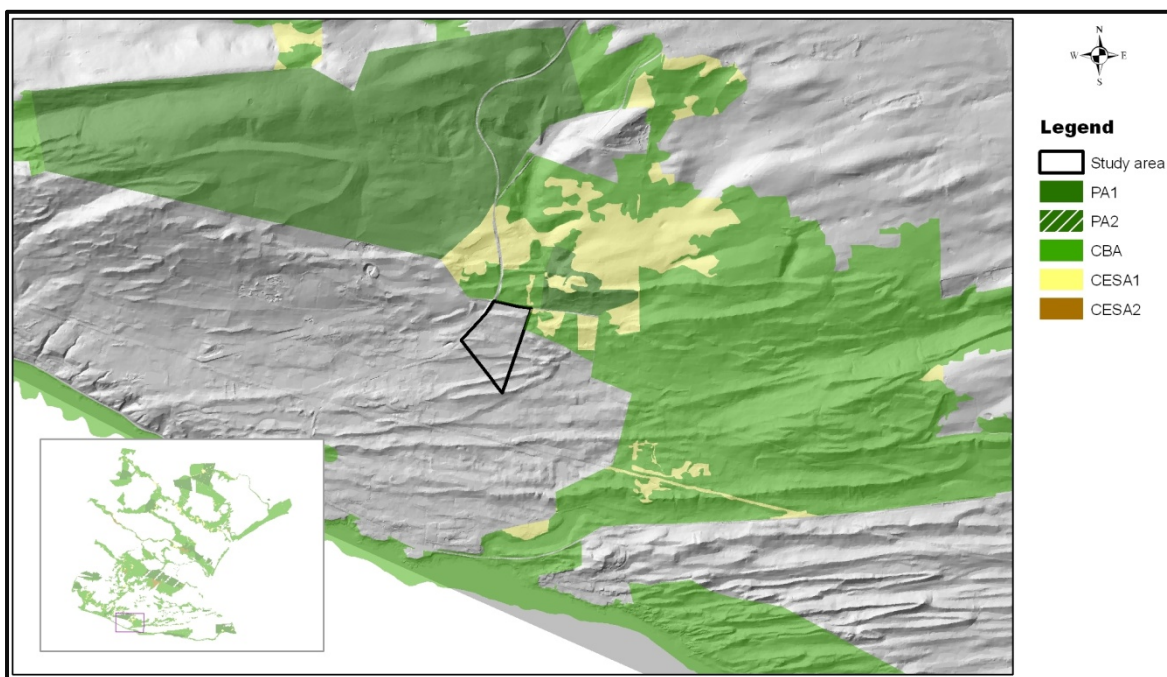 N
W E
S
Legend
Study area
PA1
PA2
CBA
CESA1
CESA2